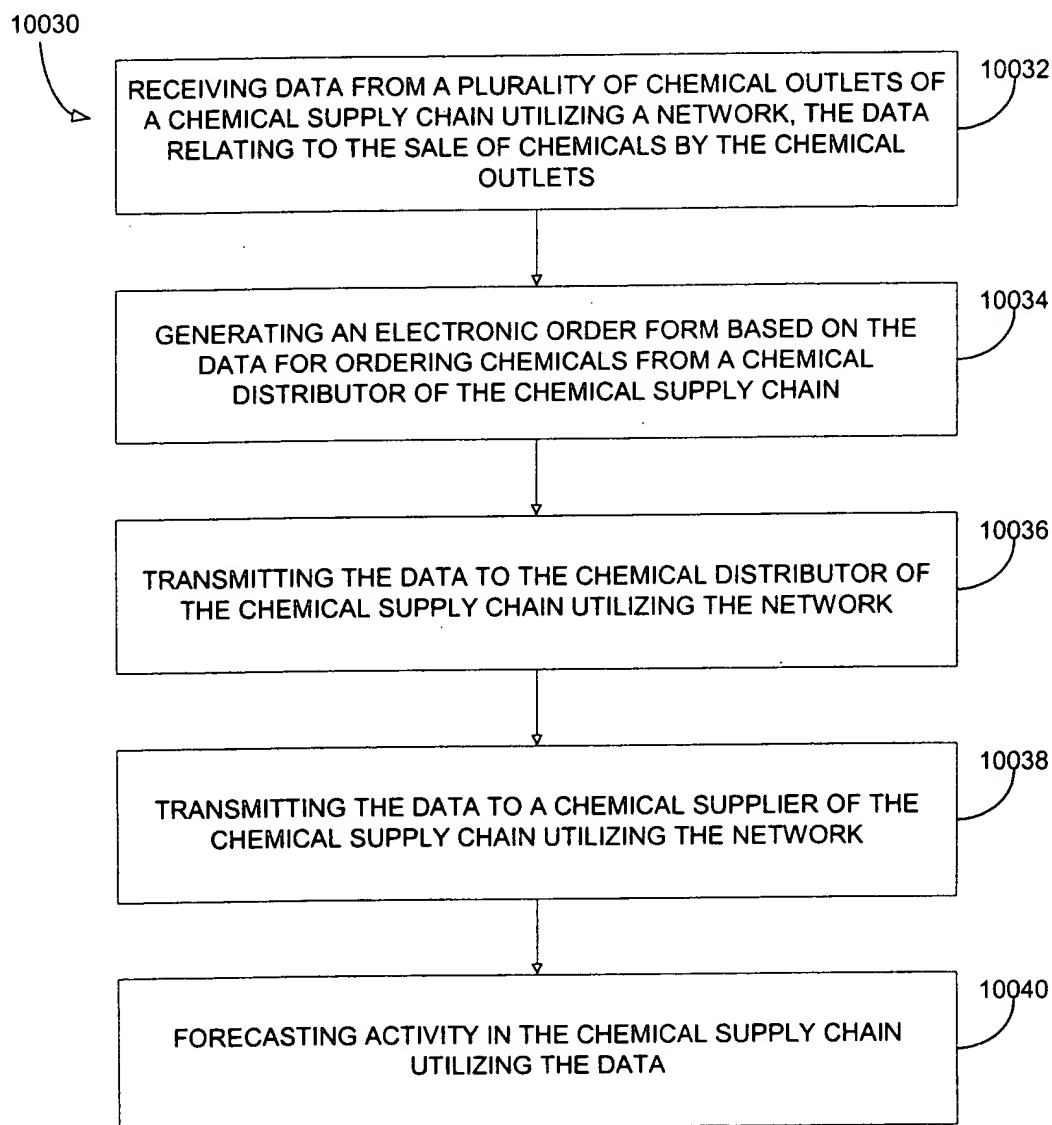 10030
RECEIVING DATA FROM A PLURALITY OF CHEMICAL OUTLETS OF
A CHEMICAL SUPPLY CHAIN UTILIZING A NETWORK, THE DATA
RELATING TO THE SALE OF CHEMICALS BY THE CHEMICAL
OUTLETS
10032
GENERATING AN ELECTRONIC ORDER FORM BASED ON THE
DATA FOR ORDERING CHEMICALS FROM A CHEMICAL
DISTRIBUTOR OF THE CHEMICAL SUPPLY CHAIN
10034
TRANSMITTING THE DATA TO THE CHEMICAL DISTRIBUTOR OF
THE CHEMICAL SUPPLY CHAIN UTILIZING THE NETWORK
10036
TRANSMITTING THE DATA TO A CHEMICAL SUPPLIER OF THE
CHEMICAL SUPPLY CHAIN UTILIZING THE NETWORK
10038
FORECASTING ACTIVITY IN THE CHEMICAL SUPPLY CHAIN
UTILIZING THE DATA
10040